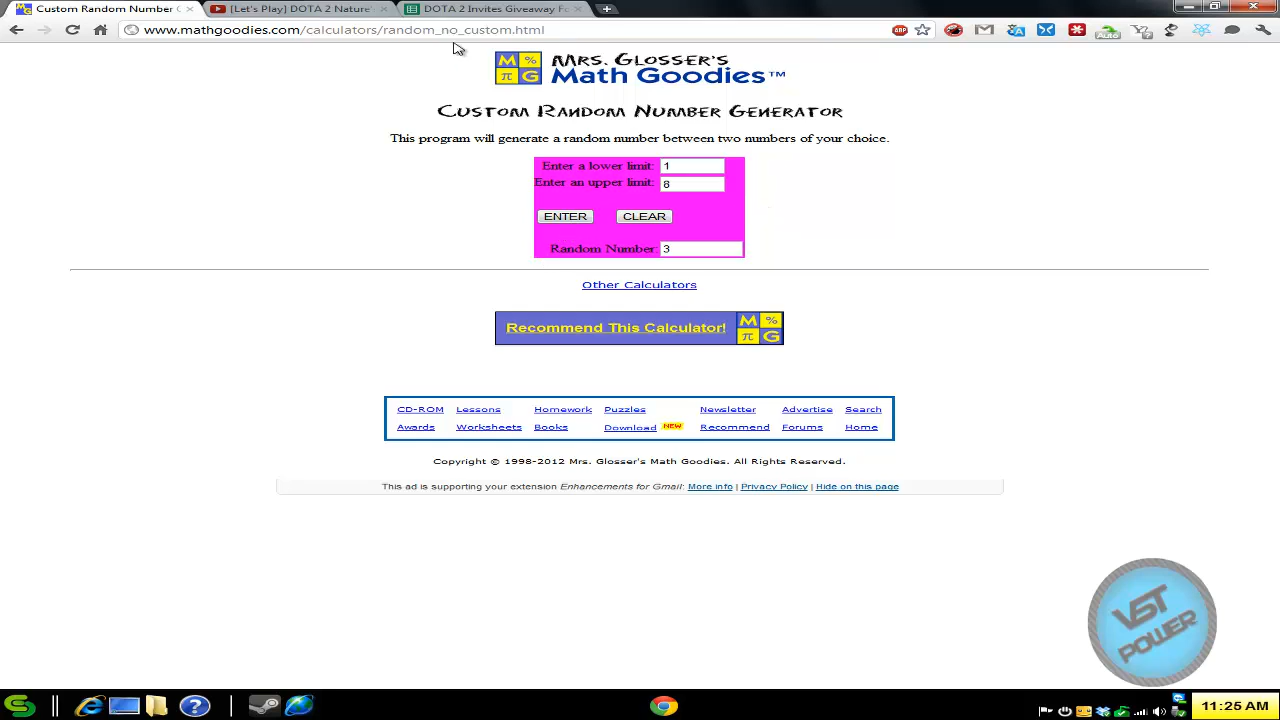 Custom Random Number G
[Let's Play] DOTA 2 Nature'
DOTA 2 Invites Giveaway Fo
www.mathgoodies.com/calculators/random_no_custom.html
ABP
Auto
M % π G
MRS. GLOSSER'S
Math Goodies™
CUSTOM RANDOM NUMBER GENERATOR
This program will generate a random number between two numbers of your choice.
Enter a lower limit: 1
Enter an upper limit: 8
ENTER CLEAR
Random Number: 3
Other Calculators
Recommend This Calculator! M % π G
CD-ROM Lessons Homework Puzzles Newsletter Advertise Search
Awards Worksheets Books Download NEW Recommend Forums Home
Copyright © 1998-2012 Mrs. Glosser's Math Goodies. All Rights Reserved.
This ad is supporting your extension Enhancements for Gmail: More info | Privacy Policy | Hide on this page
VST
POWER
11:25 AM